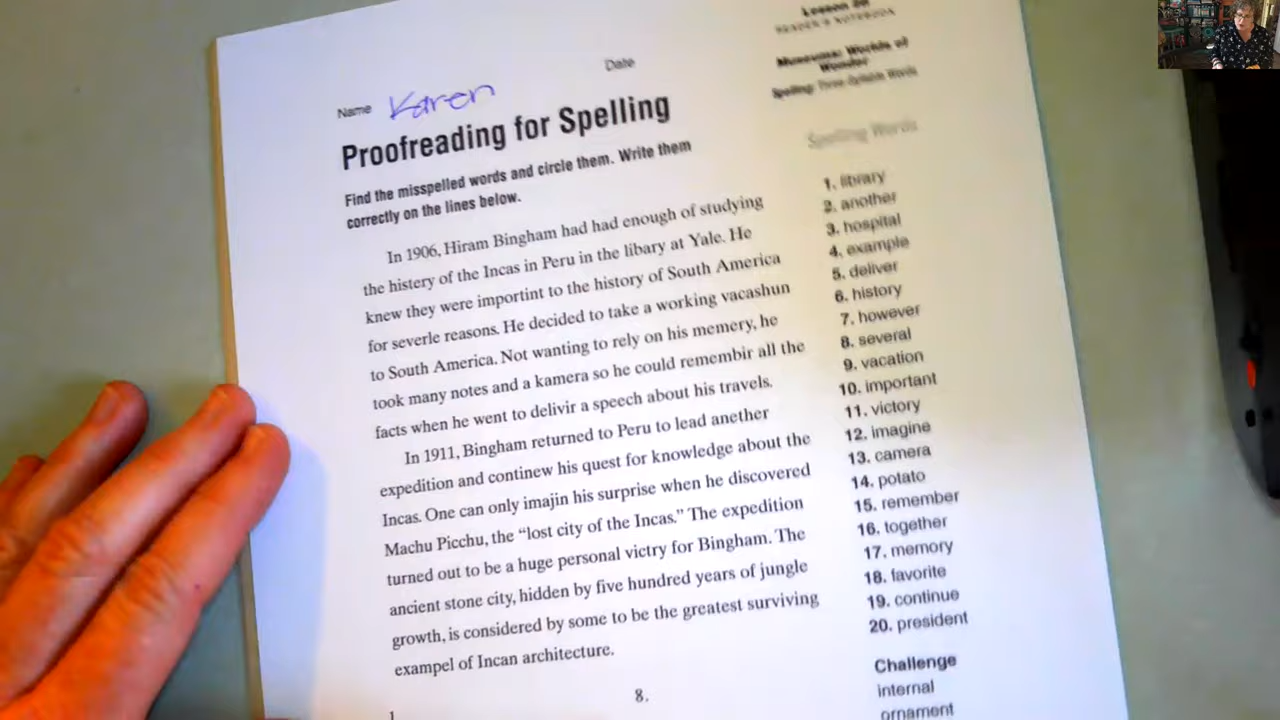 Lesson 20
READER'S NOTEBOOK
Museums: Worlds of
Wonder
Spelling: Three-Syllable Words
Name Karen
Date
Proofreading for Spelling
Find the misspelled words and circle them. Write them
correctly on the lines below.
In 1906, Hiram Bingham had had enough of studying
the histery of the Incas in Peru in the libary at Yale. He
knew they were importint to the history of South America
for severle reasons. He decided to take a working vacashun
to South America. Not wanting to rely on his memery, he
took many notes and a kamera so he could remembir all the
facts when he went to delivir a speech about his travels.
In 1911, Bingham returned to Peru to lead anether
expedition and continew his quest for knowledge about the
Incas. One can only imajin his surprise when he discovered
Machu Picchu, the “lost city of the Incas.” The expedition
turned out to be a huge personal victry for Bingham. The
ancient stone city, hidden by five hundred years of jungle
growth, is considered by some to be the greatest surviving
exampel of Incan architecture.
1
8.
Spelling Words
1. library
2. another
3. hospital
4. example
5. deliver
6. history
7. however
8. several
9. vacation
10. important
11. victory
12. imagine
13. camera
14. potato
15. remember
16. together
17. memory
18. favorite
19. continue
20. president
Challenge
internal
ornament